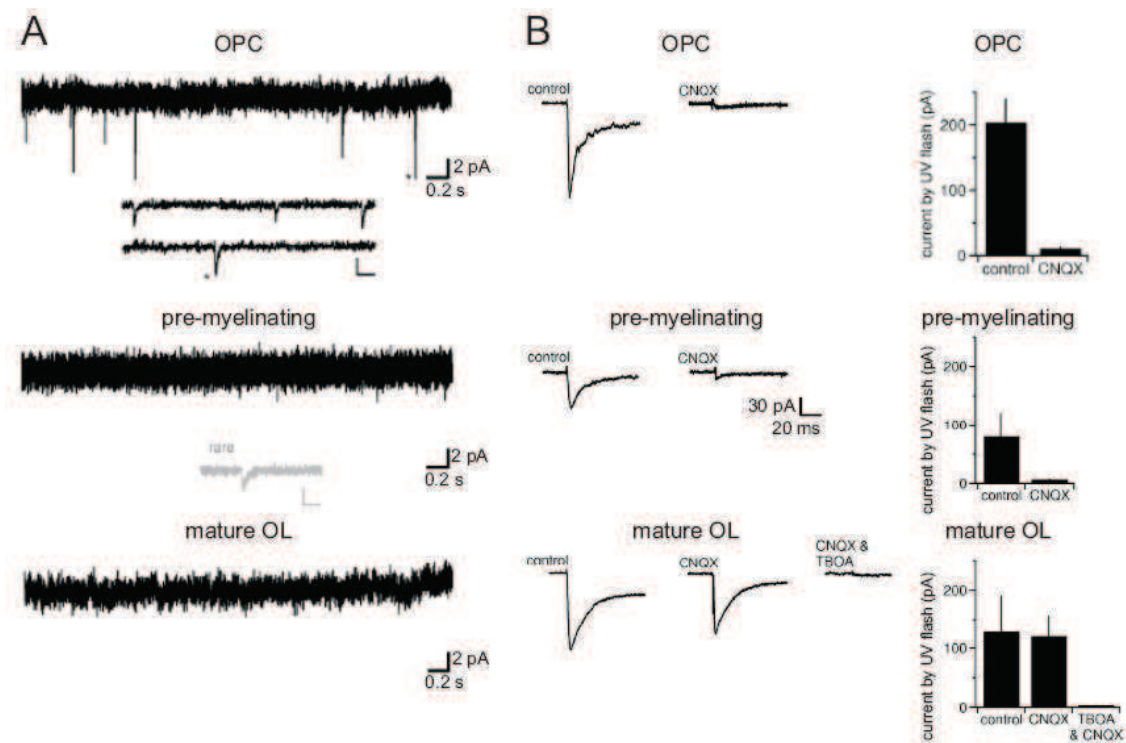 A
OPC
2 pA
0.2 s
pre-myelinating
rare
2 pA
0.2 s
mature OL
2 pA
0.2 s
B
OPC
control
CNQX
pre-myelinating
control
CNQX
30 pA
20 ms
mature OL
control
CNQX
CNQX &
TBOA
OPC
current by UV flash (pA)
200
100
0
control
CNQX
pre-myelinating
current by UV flash (pA)
200
100
0
control
CNQX
mature OL
current by UV flash (pA)
200
100
0
control
CNQX
TBOA
& CNQX